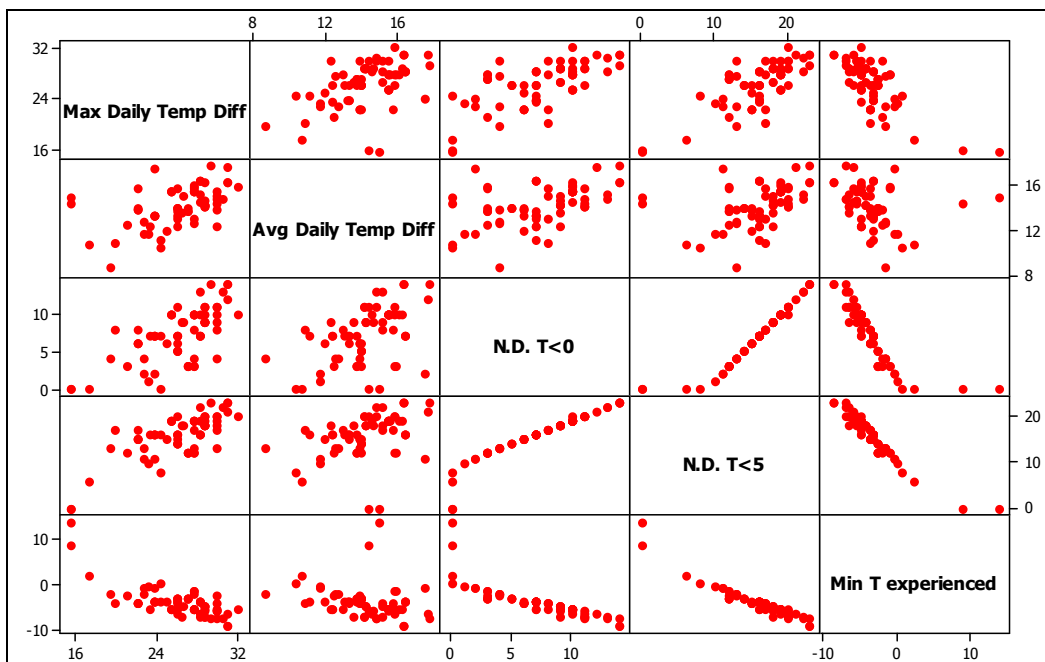 8 12 16 0 10 20
32
24
16
Max Daily Temp Diff
Avg Daily Temp Diff
16
12
8
10
5
0
N.D. T<0
N.D. T<5
20
10
0
10
0
-10
Min T experienced
16 24 32 0 5 10 -10 0 10